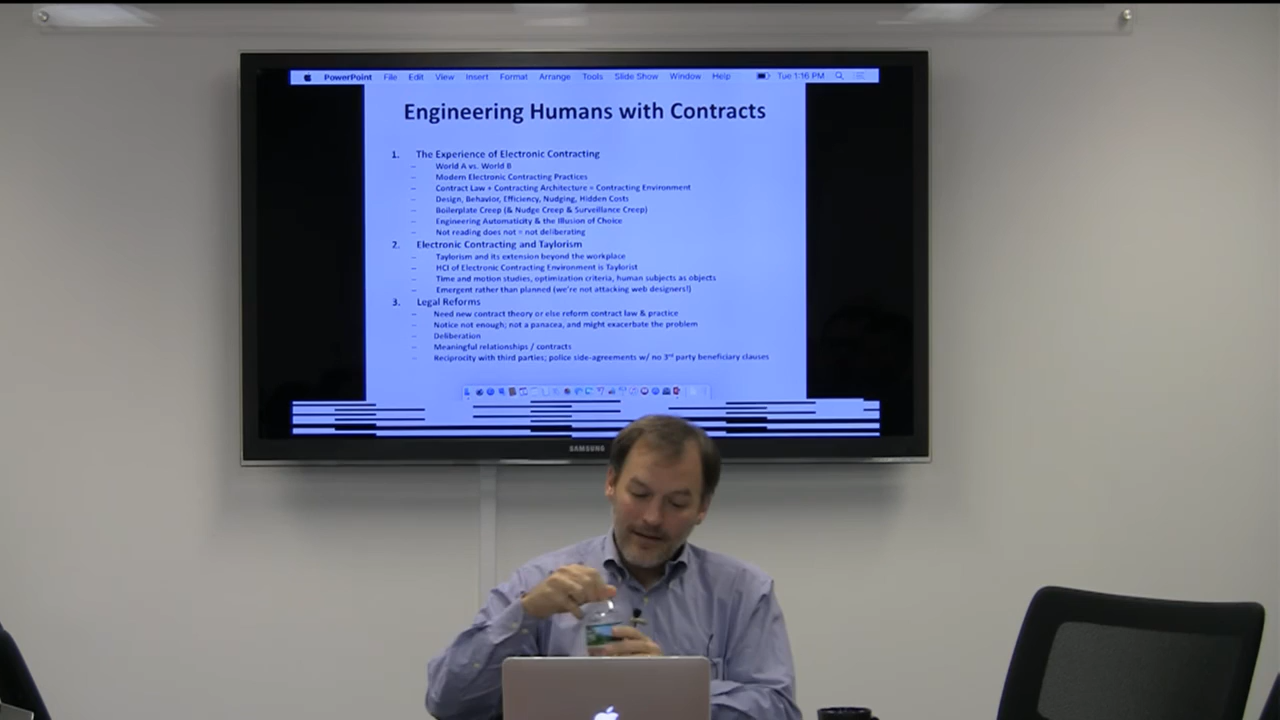 PowerPoint File Edit View Insert Format Arrange Tools Slide Show Window Help Tue 1:16 PM
Engineering Humans with Contracts
1. The Experience of Electronic Contracting
– World A vs. World B
– Modern Electronic Contracting Practices
– Contract Law + Contracting Architecture = Contracting Environment
– Design, Behavior, Efficiency, Nudging, Hidden Costs
– Boilerplate Creep (& Nudge Creep & Surveillance Creep)
– Engineering Automaticity & the Illusion of Choice
– Not reading does not = not deliberating
2. Electronic Contracting and Taylorism
– Taylorism and its extension beyond the workplace
– HCI of Electronic Contracting Environment is Taylorist
– Time and motion studies, optimization criteria, human subjects as objects
– Emergent rather than planned (we're not attacking web designers!)
3. Legal Reforms
– Need new contract theory or else reform contract law & practice
– Notice not enough; not a panacea, and might exacerbate the problem
– Deliberation
– Meaningful relationships / contracts
– Reciprocity with third parties; police side-agreements w/ no 3rd party beneficiary clauses
SAMSUNG